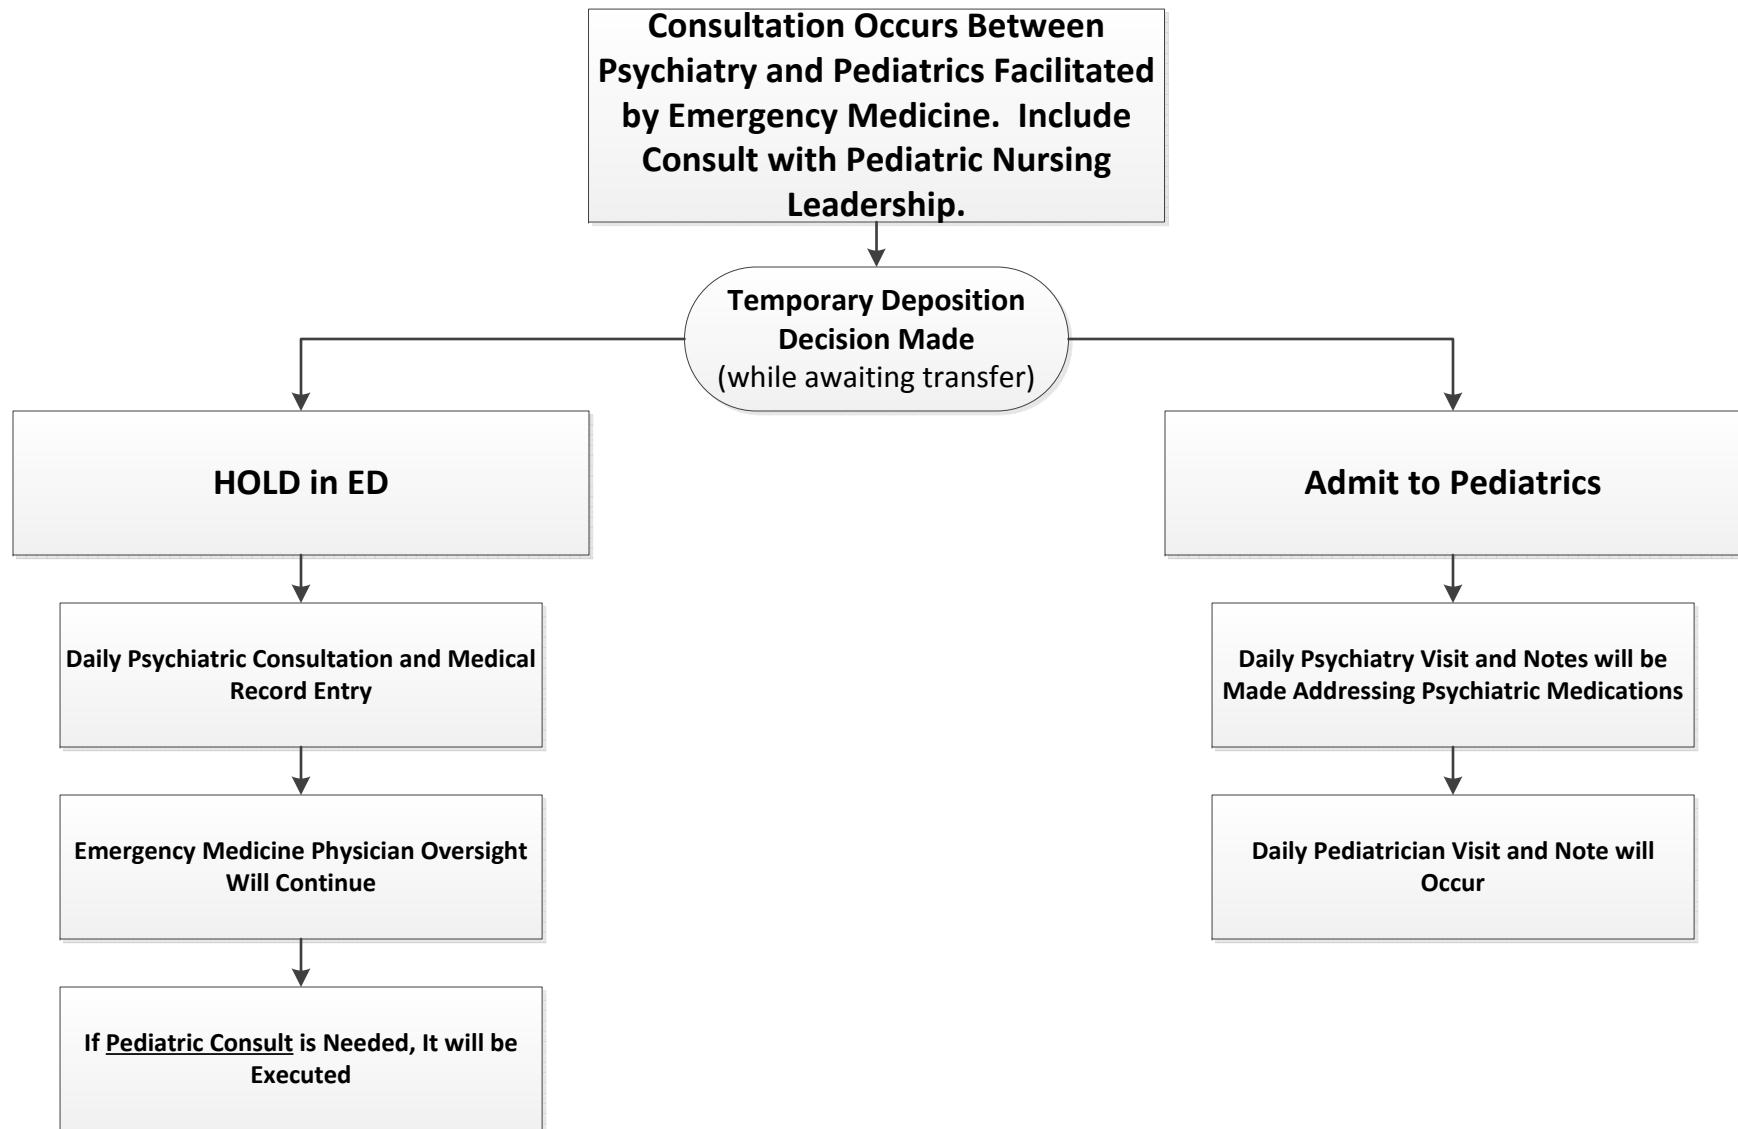 Consultation Occurs Between
Psychiatry and Pediatrics Facilitated
by Emergency Medicine.  Include
Consult with Pediatric Nursing
Leadership.
Temporary Deposition
Decision Made
(while awaiting transfer)
HOLD in ED
Daily Psychiatric Consultation and Medical
Record Entry
Emergency Medicine Physician Oversight
Will Continue
If Pediatric Consult is Needed, It will be
Executed
Admit to Pediatrics
Daily Psychiatry Visit and Notes will be
Made Addressing Psychiatric Medications
Daily Pediatrician Visit and Note will
Occur